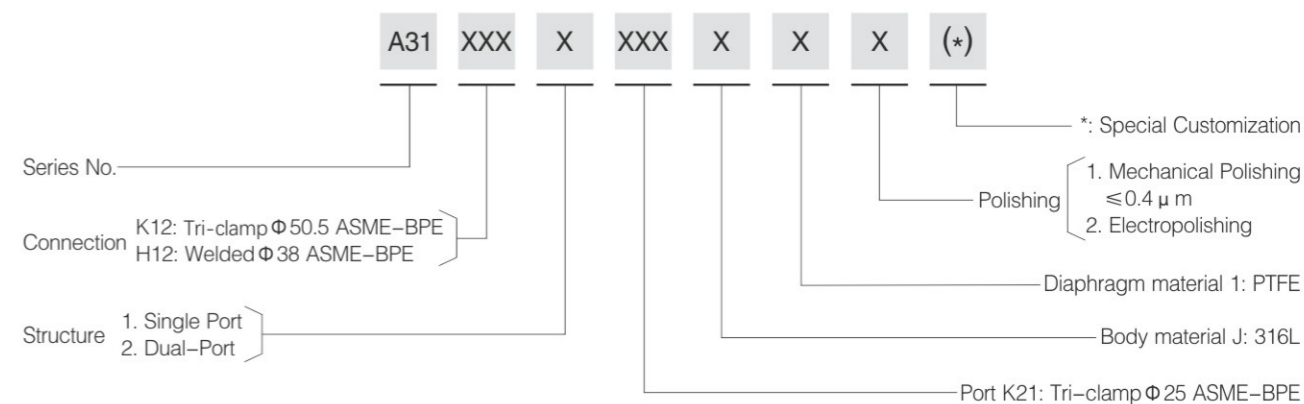 A31 XXX X XXX X X X (*)
*: Special Customization
Series No.
1. Mechanical Polishing
Polishing
≤0.4 μ m
2. Electropolishing
K12: Tri-clamp Φ 50.5 ASME-BPE
Connection
H12: Welded Φ 38 ASME-BPE
Diaphragm material 1: PTFE
1. Single Port
Structure
2. Dual-Port
Body material J: 316L
Port K21: Tri-clamp Φ 25 ASME-BPE